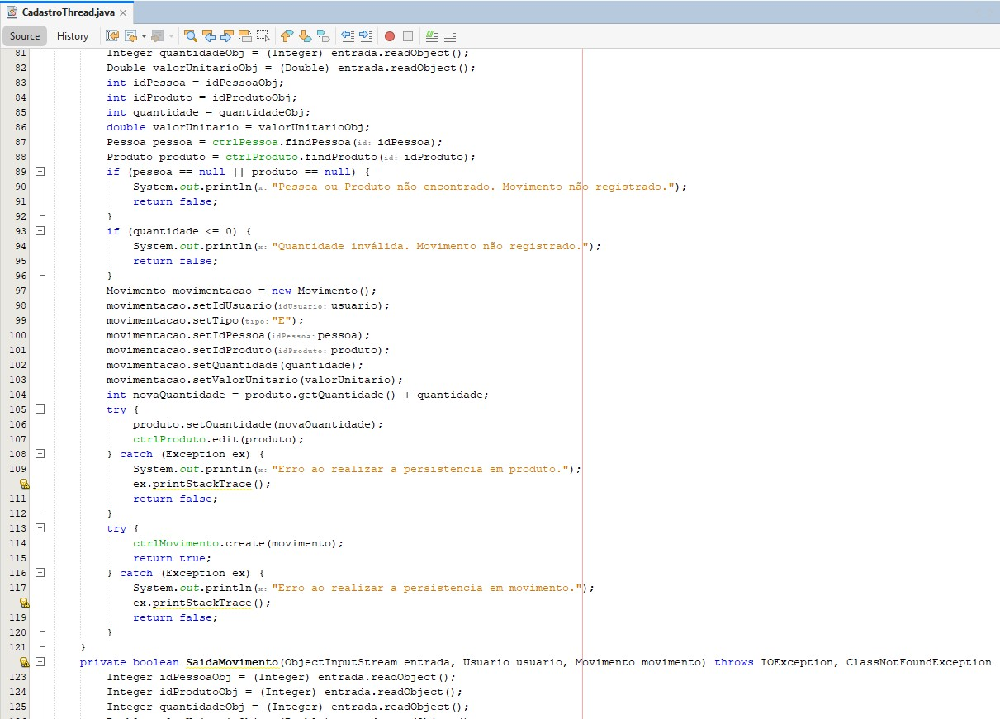 CadastroThread.java
Source History
81 Integer quantidadeObj = (Integer) entrada.readObject();
82 Double valorUnitarioObj = (Double) entrada.readObject();
83 int idPessoa = idPessoaObj;
84 int idProduto = idProdutoObj;
85 int quantidade = quantidadeObj;
86 double valorUnitario = valorUnitarioObj;
87 Pessoa pessoa = ctrlPessoa.findPessoa(id: idPessoa);
88 Produto produto = ctrlProduto.findProduto(id: idProduto);
89 if (pessoa == null || produto == null) {
90 System.out.println(x: "Pessoa ou Produto não encontrado. Movimento não registrado.");
91 return false;
92 }
93 if (quantidade <= 0) {
94 System.out.println(x: "Quantidade inválida. Movimento não registrado.");
95 return false;
96 }
97 Movimento movimentacao = new Movimento();
98 movimentacao.setIdUsuario(idUsuario: usuario);
99 movimentacao.setTipo(tipo: "E");
100 movimentacao.setIdPessoa(idPessoa: pessoa);
101 movimentacao.setIdProduto(idProduto: produto);
102 movimentacao.setQuantidade(quantidade);
103 movimentacao.setValorUnitario(valorUnitario);
104 int novaQuantidade = produto.getQuantidade() + quantidade;
105 try {
106 produto.setQuantidade(novaQuantidade);
107 ctrlProduto.edit(produto);
108 } catch (Exception ex) {
109 System.out.println(x: "Erro ao realizar a persistencia em produto.");
ex.printStackTrace();
111 return false;
112 }
113 try {
114 ctrlMovimento.create(movimento);
115 return true;
116 } catch (Exception ex) {
117 System.out.println(x: "Erro ao realizar a persistencia em movimento.");
ex.printStackTrace();
119 return false;
120 }
121 }
private boolean SaidaMovimento(ObjectInputStream entrada, Usuario usuario, Movimento movimento) throws IOException, ClassNotFoundException
123 Integer idPessoaObj = (Integer) entrada.readObject();
124 Integer idProdutoObj = (Integer) entrada.readObject();
125 Integer quantidadeObj = (Integer) entrada.readObject();